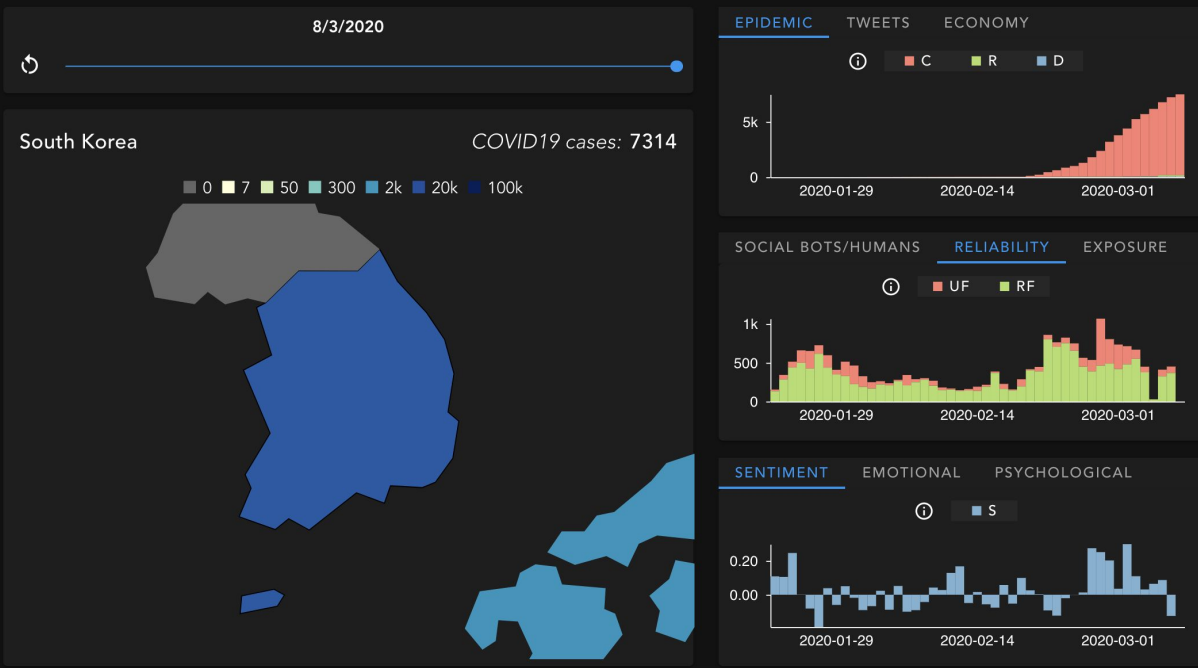 8/3/2020
South Korea
COVID19 cases: 7314
0 7 50 300 2k 20k 100k
EPIDEMIC TWEETS ECONOMY
C R D
5k
0
2020-01-29 2020-02-14 2020-03-01
SOCIAL BOTS/HUMANS RELIABILITY EXPOSURE
UF RF
1k
500
0
2020-01-29 2020-02-14 2020-03-01
SENTIMENT EMOTIONAL PSYCHOLOGICAL
S
0.20
0.00
2020-01-29 2020-02-14 2020-03-01